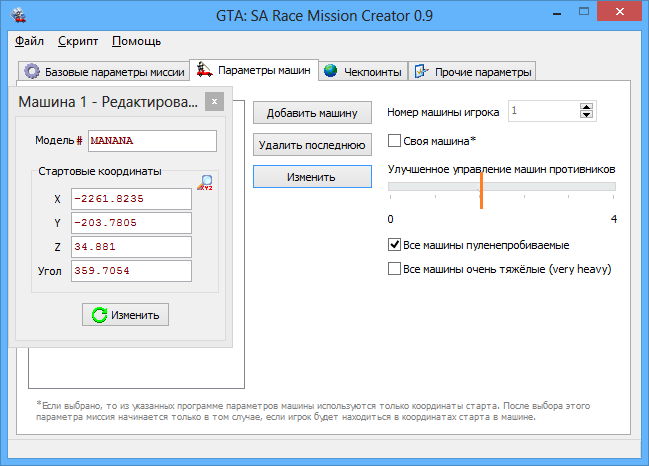 GTA: SA Race Mission Creator 0.9
Файл Скрипт Помощь
Базовые параметры миссии Параметры машин Чекпоинты Прочие параметры
Машина 1 - Редактирова... x
Модель # MANANA
Стартовые координаты
XYZ
X -2261.8235
Y -203.7805
Z 34.881
Угол 359.7054
Изменить
Добавить машину
Удалить последнюю
Изменить
Номер машины игрока 1
Своя машина*
Улучшенное управление машин противников
0 4
Все машины пуленепробиваемые
Все машины очень тяжёлые (very heavy)
*Если выбрано, то из указанных программе параметров машины используются только координаты старта. После выбора этого
параметра миссия начинается только в том случае, если игрок будет находиться в координатах старта в машине.